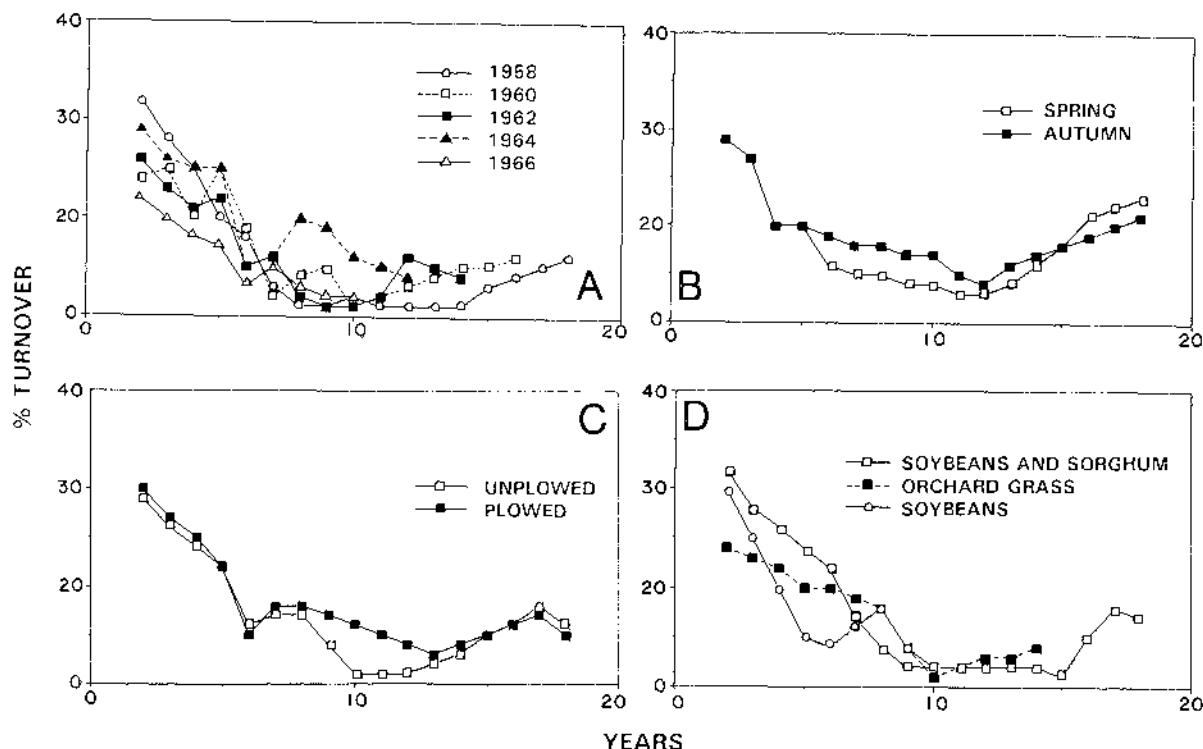 % TURNOVER
40
30
20
10
0
0
10
20
1958
1960
1962
1964
1966
A
40
30
20
10
0
0
10
20
SPRING
AUTUMN
B
40
30
20
10
0
0
10
20
UNPLOWED
PLOWED
C
40
30
20
10
0
0
10
20
SOYBEANS AND SORGHUM
ORCHARD GRASS
SOYBEANS
D
YEARS